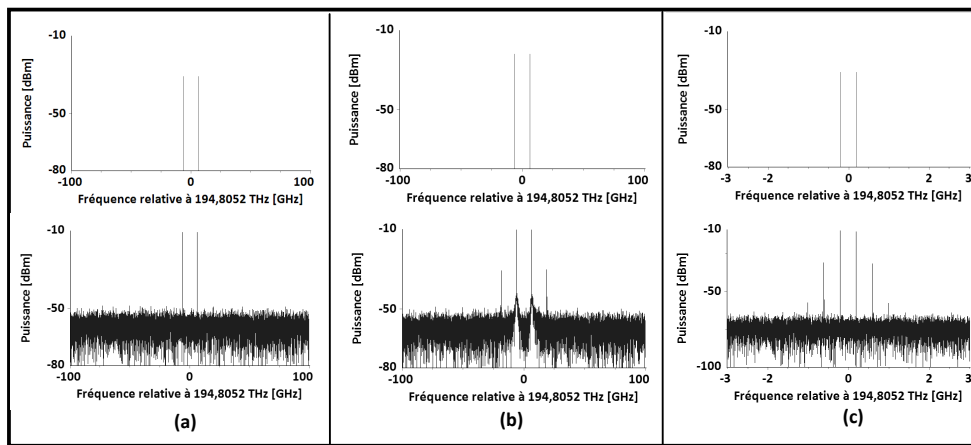 -10
Puissance [dBm]
-50
-80
-100
0
100
Fréquence relative à 194,8052 THz [GHz]
-10
Puissance [dBm]
-50
-80
-100
0
100
Fréquence relative à 194,8052 THz [GHz]
(a)
-10
Puissance [dBm]
-50
-80
-100
0
100
Fréquence relative à 194,8052 THz [GHz]
-10
Puissance [dBm]
-50
-80
-100
0
100
Fréquence relative à 194,8052 THz [GHz]
(b)
-10
Puissance [dBm]
-50
-80
-3
-2
0
2
3
Fréquence relative à 194,8052 THz [GHz]
-10
Puissance [dBm]
-50
-100
-3
-2
0
2
3
Fréquence relative à 194,8052 THz [GHz]
(c)